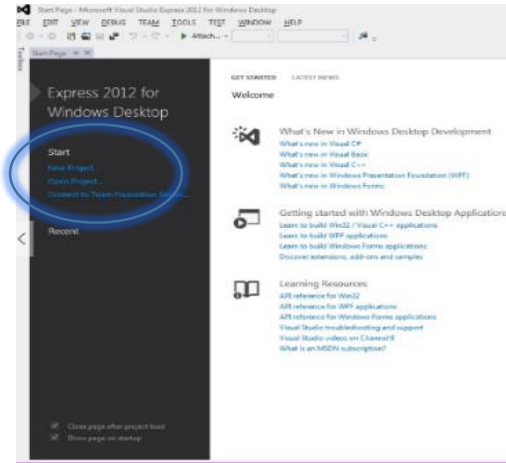 Start Page - Microsoft Visual Studio Express 2012 for Windows Desktop
FILE EDIT VIEW DEBUG TEAM TOOLS TEST WINDOW HELP
Attach...
Toolbox
Start Page
Express 2012 for
Windows Desktop
Start
New Project...
Open Project...
Connect to Team Foundation Server...
Recent
Close page after project load
Show page on startup
GET STARTED LATEST NEWS
Welcome
What's New in Windows Desktop Development
What's new in Visual C#
What's new in Visual Basic
What's new in Visual C++
What's new in Windows Presentation Foundation (WPF)
What's new in Windows Forms
Getting started with Windows Desktop Applications
Learn to build Win32 / Visual C++ applications
Learn to build WPF applications
Learn to build Windows Forms applications
Discover extensions, add-ons and samples
Learning Resources
API reference for Win32
API reference for WPF applications
API reference for Windows Forms applications
Visual Studio troubleshooting and support
Visual Studio videos on Channel 9
What is an MSDN subscription?